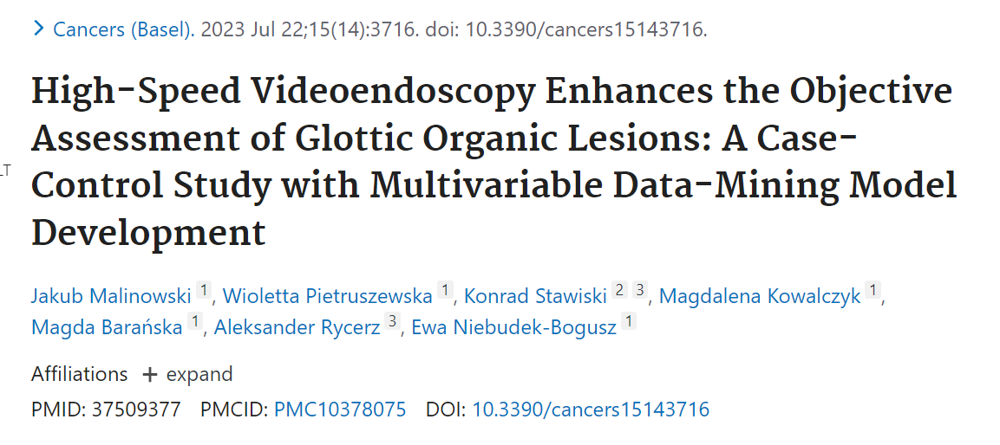 Cancers (Basel). 2023 Jul 22;15(14):3716. doi: 10.3390/cancers15143716.
High-Speed Videoendoscopy Enhances the Objective
Assessment of Glottic Organic Lesions: A Case-
Control Study with Multivariable Data-Mining Model
Development
LT
Jakub Malinowski 1, Wioletta Pietruszewska 1, Konrad Stawiski 2 3, Magdalena Kowalczyk 1,
Magda Barańska 1, Aleksander Rycerz 3, Ewa Niebudek-Bogusz 1
Affiliations + expand
PMID: 37509377 PMCID: PMC10378075 DOI: 10.3390/cancers15143716